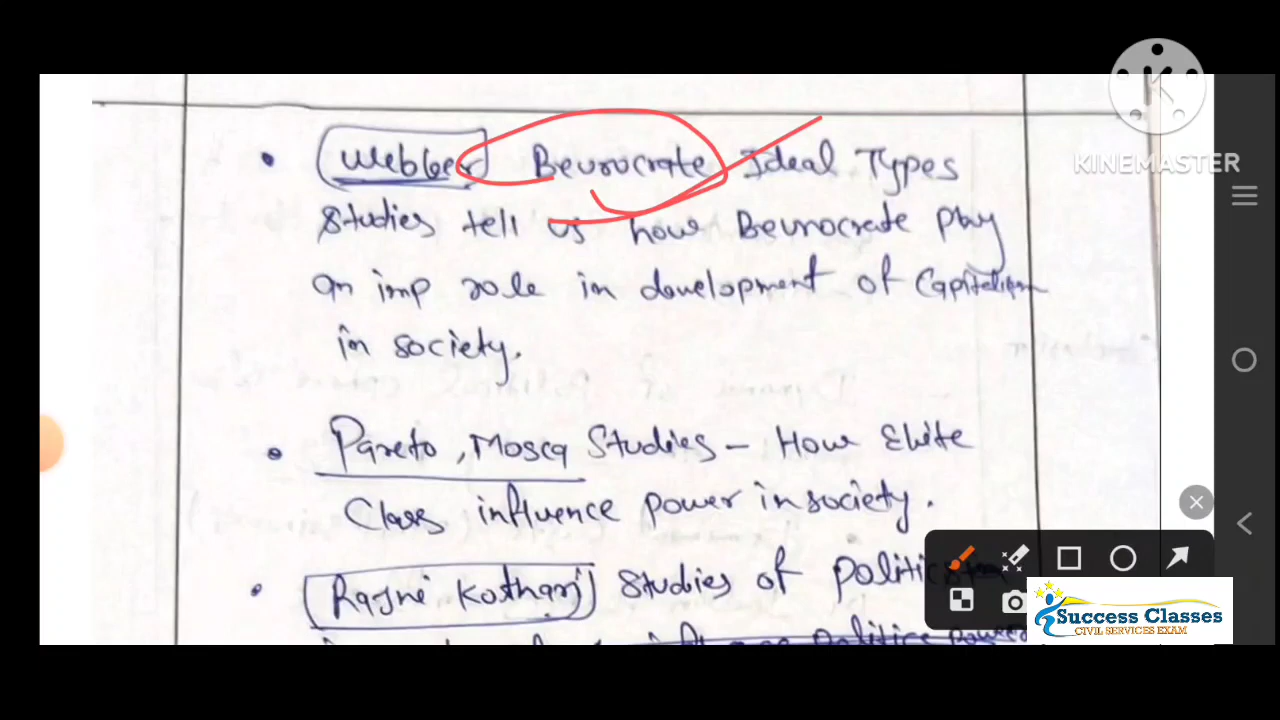 KINEMASTER
• Webber Beurocrate Ideal Types
Studies tell us how Beurocrate play
an imp role in development of Capitalism
in society.
• Pareto, Mosca Studies - How Elite
Class influence power in society.
• Rajni Kothari Studies of
Success Classes
CIVIL SERVICES EXAM